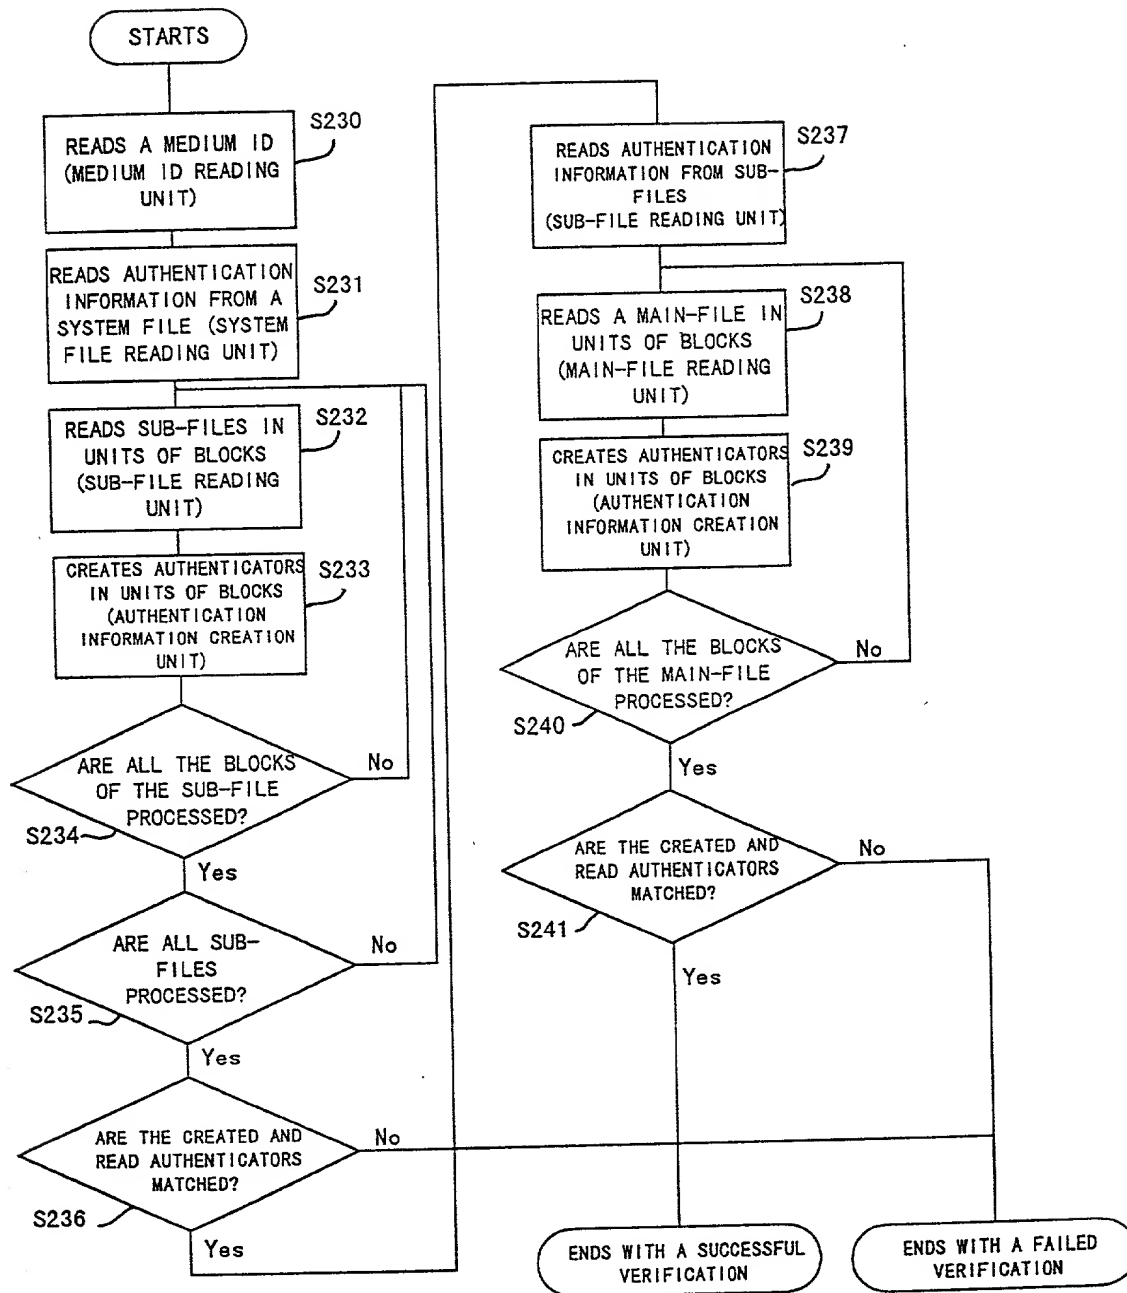 STARTS
S230
READS A MEDIUM ID
(MEDIUM ID READING
UNIT)
S231
READS AUTHENTICATION
INFORMATION FROM A
SYSTEM FILE (SYSTEM
FILE READING UNIT)
S232
READS SUB-FILES IN
UNITS OF BLOCKS
(SUB-FILE READING
UNIT)
S233
CREATES AUTHENTICATORS
IN UNITS OF BLOCKS
(AUTHENTICATION
INFORMATION CREATION
UNIT)
ARE ALL THE BLOCKS
OF THE SUB-FILE
PROCESSED?
No
S234
Yes
ARE ALL SUB-
FILES
PROCESSED?
No
S235
Yes
ARE THE CREATED AND
READ AUTHENTICATORS
MATCHED?
No
S236
Yes
S237
READS AUTHENTICATION
INFORMATION FROM SUB-
FILES
(SUB-FILE READING UNIT)
S238
READS A MAIN-FILE IN
UNITS OF BLOCKS
(MAIN-FILE READING
UNIT)
S239
CREATES AUTHENTICATORS
IN UNITS OF BLOCKS
(AUTHENTICATION
INFORMATION CREATION
UNIT)
ARE ALL THE BLOCKS
OF THE MAIN-FILE
PROCESSED?
No
S240
Yes
ARE THE CREATED AND
READ AUTHENTICATORS
MATCHED?
No
S241
Yes
ENDS WITH A SUCCESSFUL
VERIFICATION
ENDS WITH A FAILED
VERIFICATION